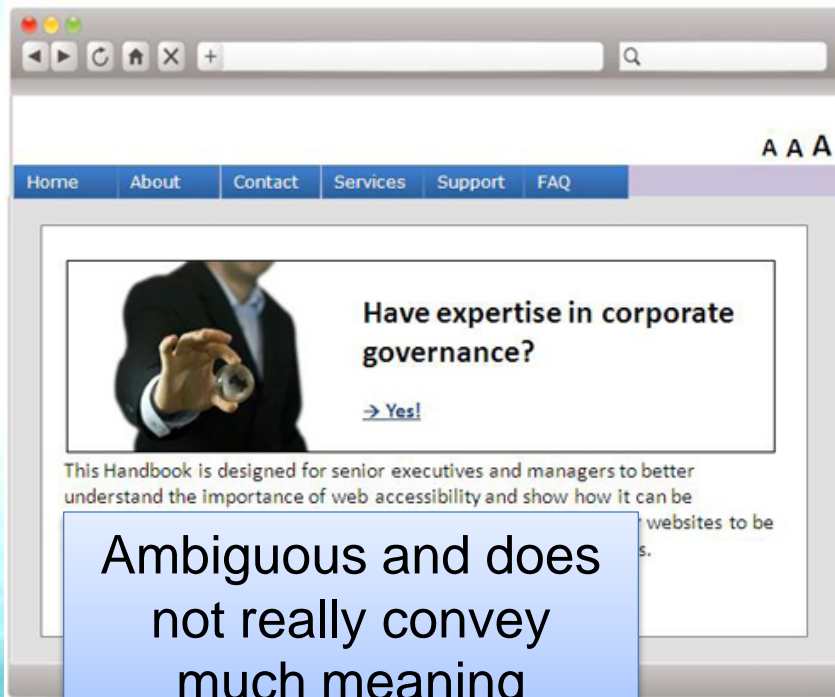 A A A
Home About Contact Services Support FAQ
Have expertise in corporate
governance?
→ Yes!
This Handbook is designed for senior executives and managers to better
understand the importance of web accessibility and show how it can be
websites to be
Ambiguous and does
not really convey
much meaning